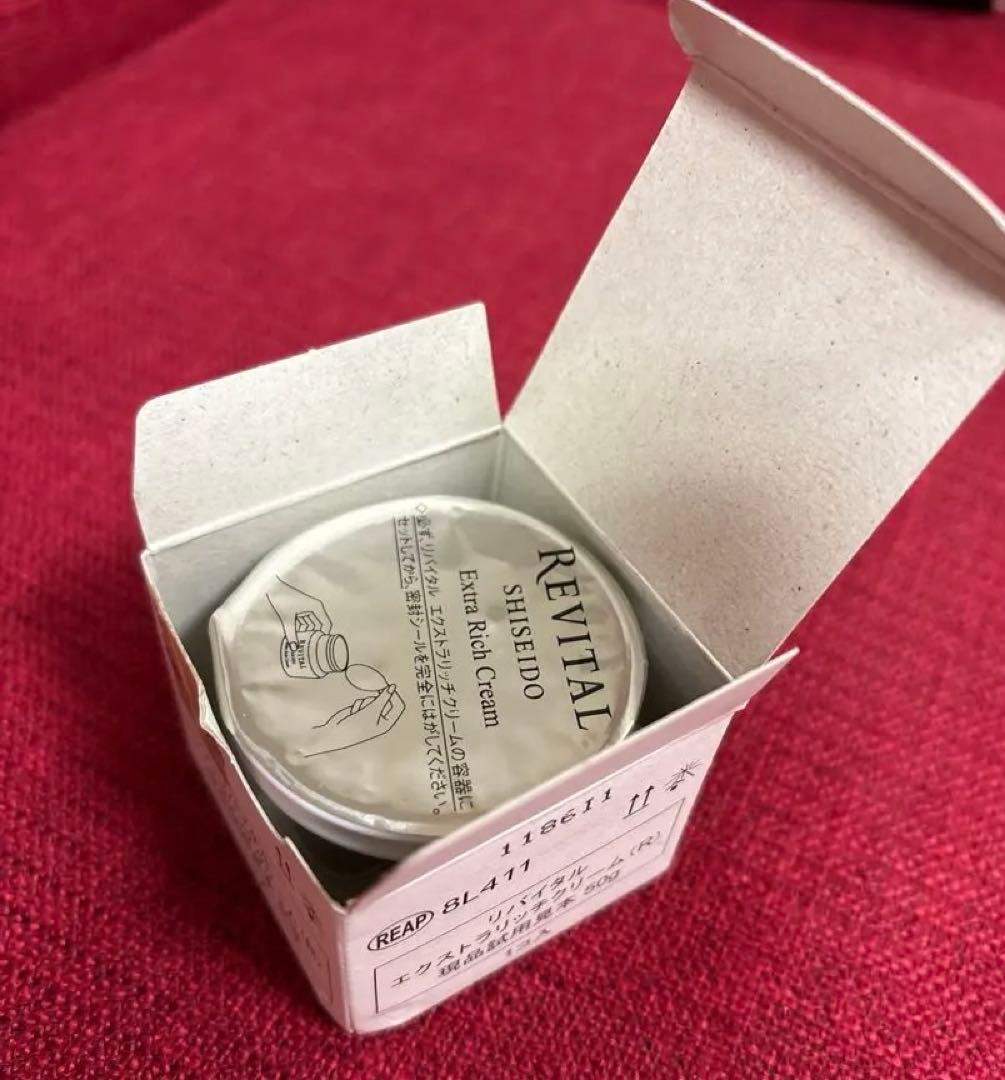 REVITAL
SHISEIDO
Extra Rich Cream
◇必ず、リバイタル エクストラリッチクリームの容器に
セットしてから、密封シールを完全にはがしてください。
REVITAL
118611
REAP 8L411
リバイタル
エクストラリッチクリーム(R)
現品試用見本 50g
1コ入